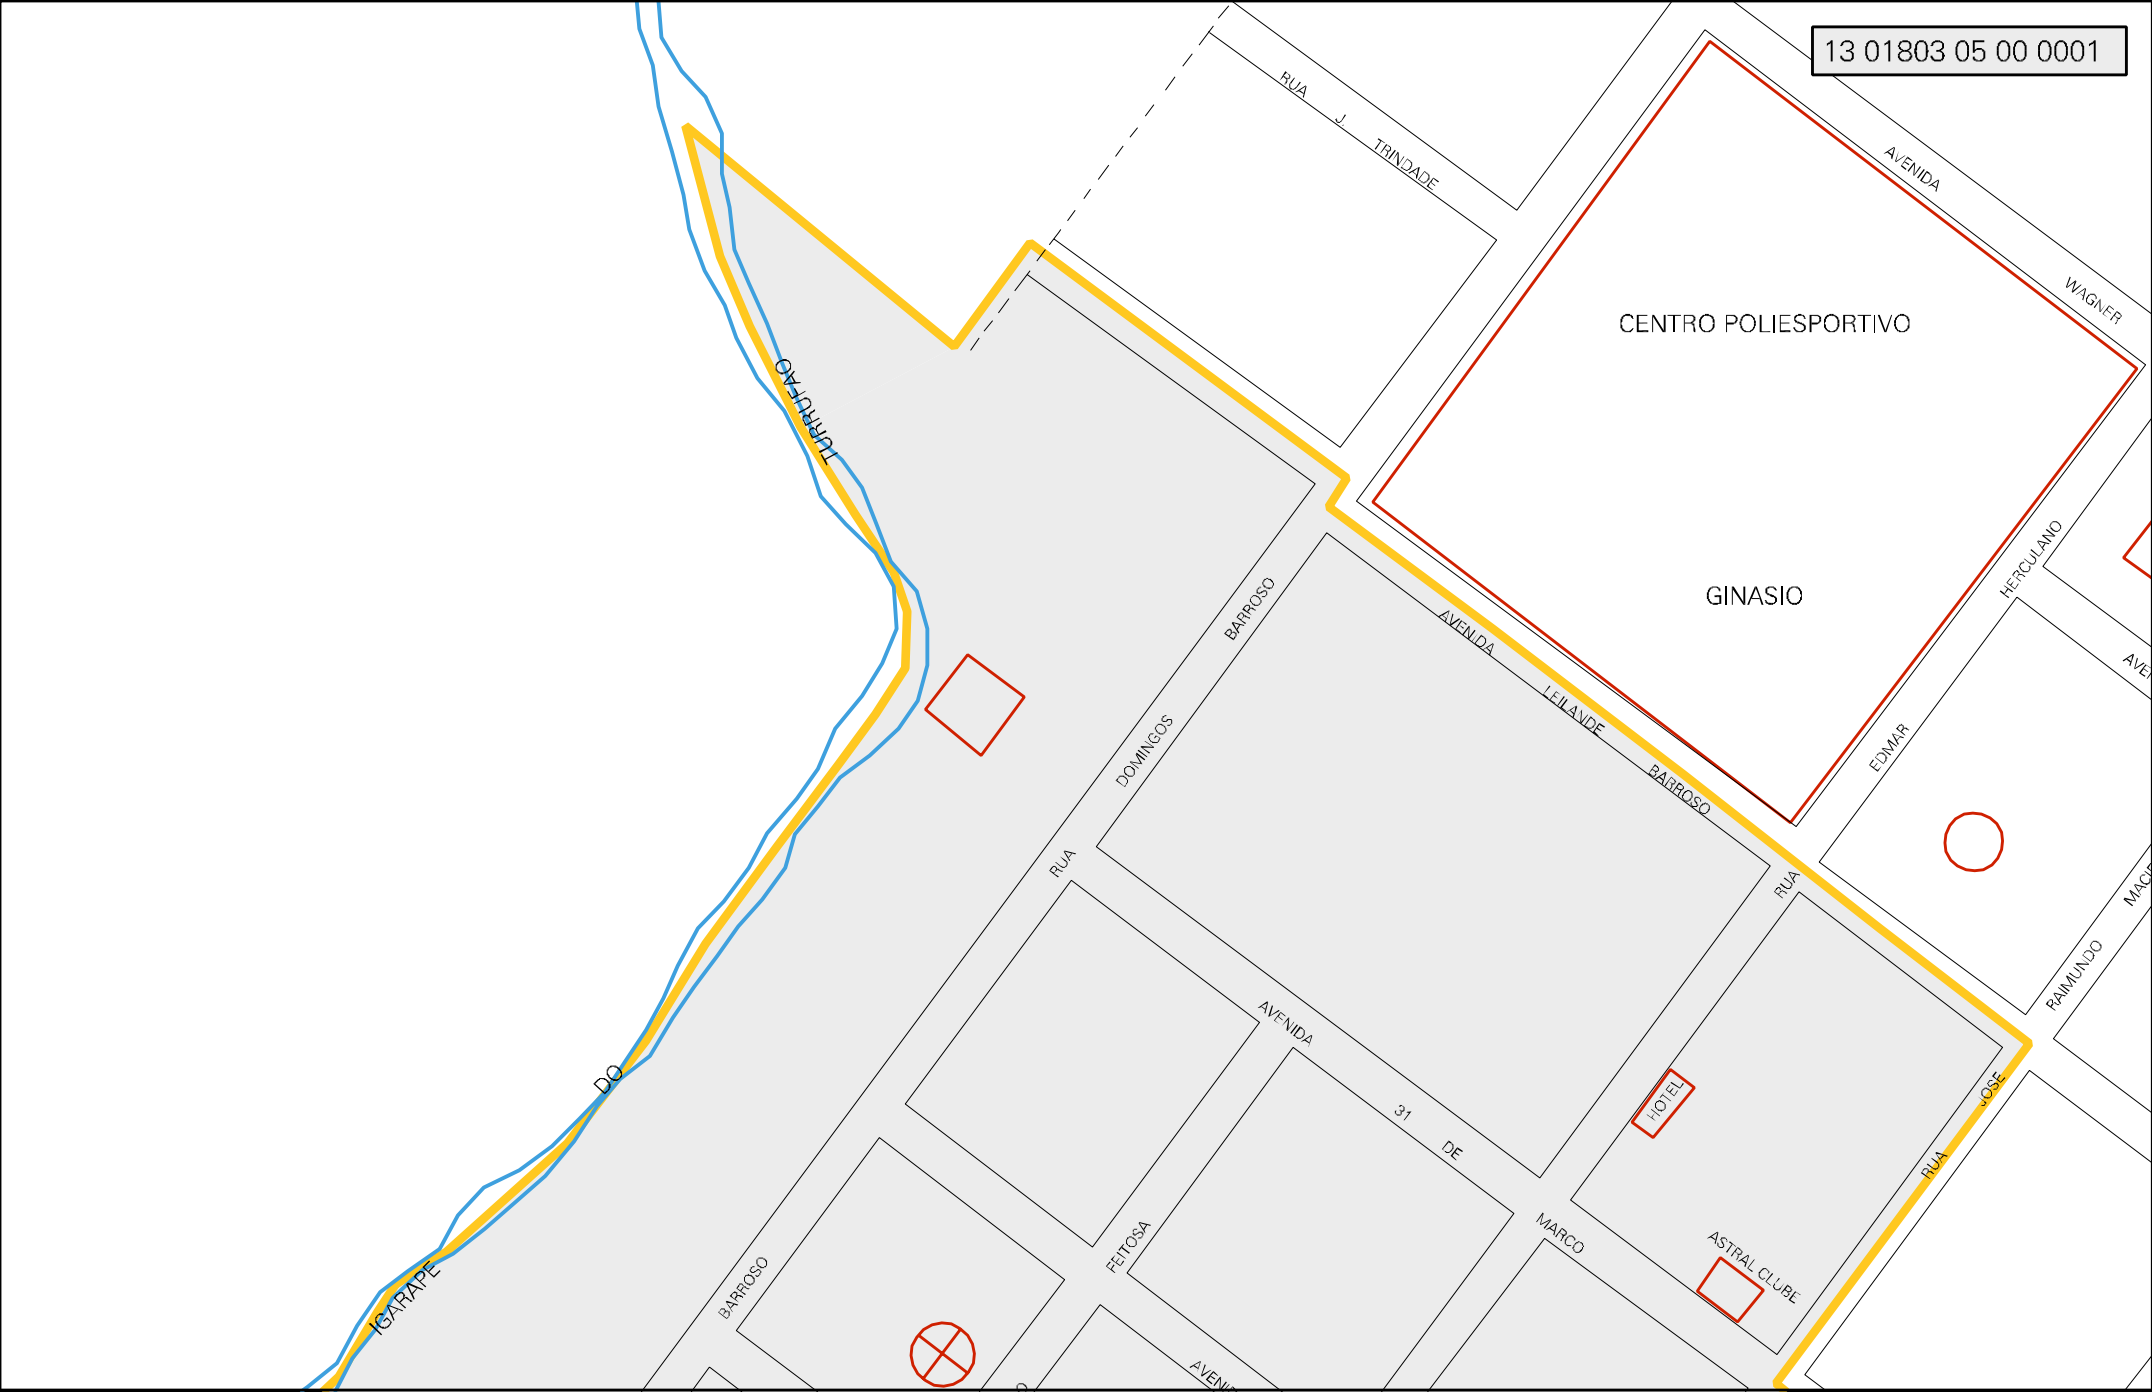 13 01803 05 00 0001
RUA J. TRINDADE
AVENIDA WAGNER
CENTRO POLIESPORTIVO
GINASIO
TURRUFAO
DO
IGARAPE
RUA DOMINGOS BARROSO
AVENIDA LEILANDE BARROSO
HERCULANO
EDMAR
RUA
RAIMUNDO
JOSE
RUA
AVENIDA 31 DE MARCO
HOTEL
ASTRAL CLUBE
FEITOSA
BARROSO